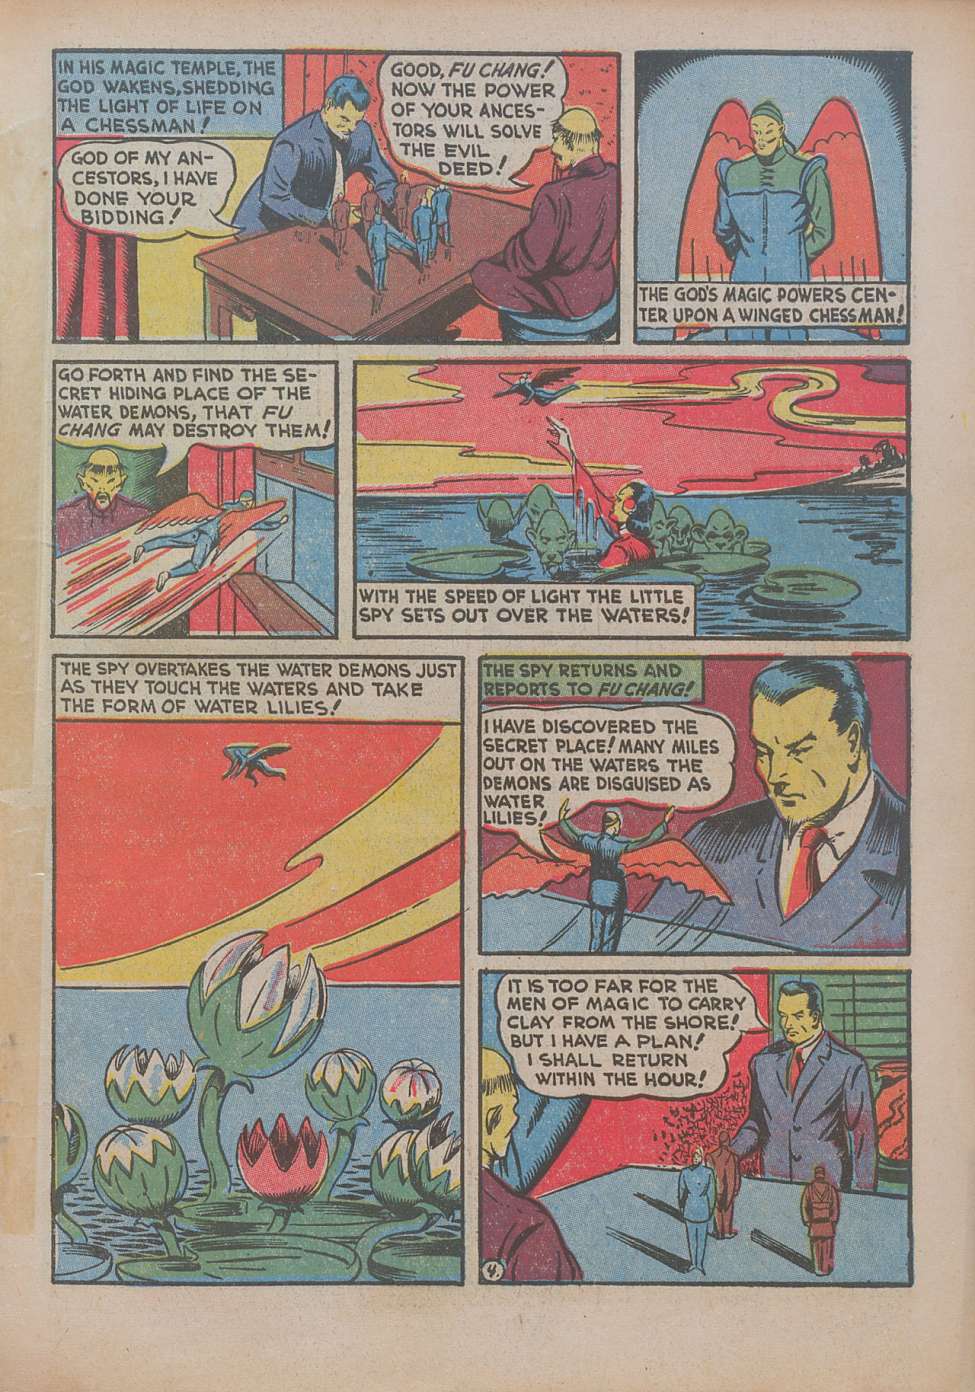 IN HIS MAGIC TEMPLE, THE
GOD WAKENS, SHEDDING
THE LIGHT OF LIFE ON
A CHESSMAN!
GOD OF MY AN-
CESTORS, I HAVE
DONE YOUR
BIDDING!
GOOD, FU CHANG!
NOW THE POWER
OF YOUR ANCES-
TORS WILL SOLVE
THE EVIL
DEED!
THE GOD'S MAGIC POWERS CEN-
TER UPON A WINGED CHESSMAN!
GO FORTH AND FIND THE SE-
CRET HIDING PLACE OF THE
WATER DEMONS, THAT FU
CHANG MAY DESTROY THEM!
WITH THE SPEED OF LIGHT THE LITTLE
SPY SETS OUT OVER THE WATERS!
THE SPY OVERTAKES THE WATER DEMONS JUST
AS THEY TOUCH THE WATERS AND TAKE
THE FORM OF WATER LILIES!
THE SPY RETURNS AND
REPORTS TO FU CHANG!
I HAVE DISCOVERED THE
SECRET PLACE! MANY MILES
OUT ON THE WATERS THE
DEMONS ARE DISGUISED AS
WATER
LILIES!
IT IS TOO FAR FOR THE
MEN OF MAGIC TO CARRY
CLAY FROM THE SHORE!
BUT I HAVE A PLAN!
I SHALL RETURN
WITHIN THE HOUR!
4.